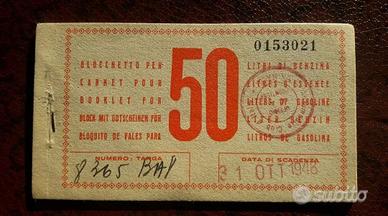 0153021
BLOCCHETTO PER 50 LITRI DI BENZINA
CARNET POUR LITRES D'ESSENCE
BOOKLET FOR LITERS OF GASOLINE
BLOCK MIT GUTSCHEINEN FÜR LITER BENZIN
BLOQUITO DE VALES PARA LITROS DE GASOLINA
NUMERO: TARGA
DATA DI SCADENZA
8265 BAI
31 OTT 1948
subito